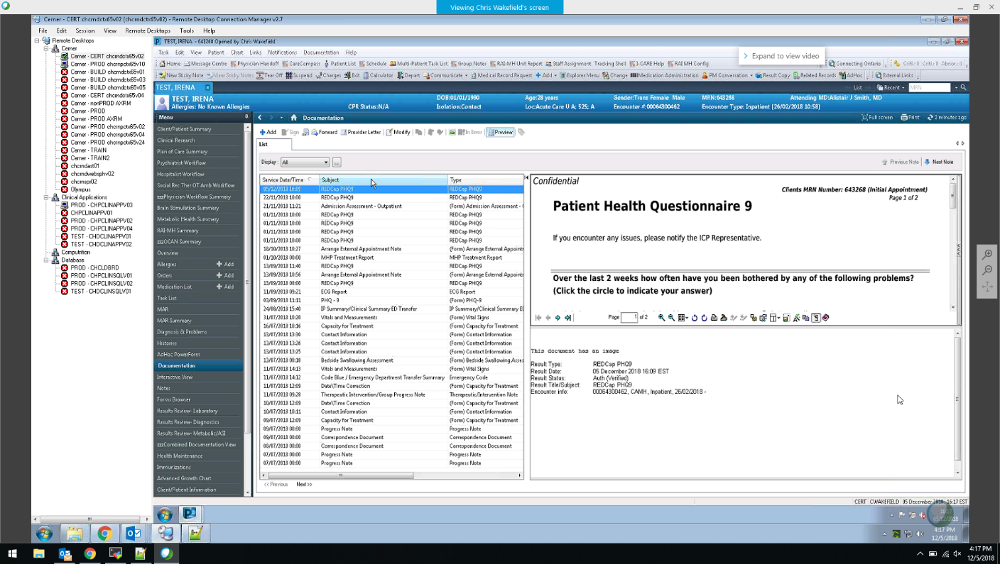 Viewing Chris Wakefield's screen
Cerner - CERT chcrndctx65v02 (chcrndctx65v02) - Remote Desktop Connection Manager v2.7
File Edit Session View Remote Desktops Tools Help
Remote Desktops
Cerner
Cerner - CERT chcrndctx65v02
Cerner - PROD chcrnpctx65v10
Cerner - BUILD chcrndctx65v01
Cerner - BUILD chcrndctx65v03
Cerner - BUILD chcrndctx65v05
Cerner - CERT chcrndctx65v04
Cerner - nonPROD AXRM
Cerner - PROD
Cerner - PROD AXRM
Cerner - PROD chcrnpctx65v02
Cerner - PROD chcrnpctx65v04
Cerner - PROD chcrnpctx65v24
Cerner - TRAIN
Cerner - TRAIN2
chcrndast01
chcrndwebsphv02
chcrnspr02
Olympus
Clinical Applications
PROD - CHPCLINAPPV03
CHPCLINAPPV01
PROD - CHPCLINAPPV02
PROD - CHPCLINAPPV04
TEST - CHDCLINAPPV01
TEST - CHDCLINAPPV02
Computrition
Database
PROD - CHCLDBRD
PROD - CHPCLINSQLV01
PROD - CHPCLINSQLV02
TEST - CHDCLINSQLV01
TEST, IRENA - 643268 Opened by Chris Wakefield
Task Edit View Patient Chart Links Notifications Documentation Help
Expand to view video
Home Message Centre Physician Handoff CareCompass Patient List Schedule Multi-Patient Task List Group Notes RAI-MH Unit Report Staff Assignment Tracking Shell I-CARE Help RAI MH Config Connecting Ontario Crit: 0 Crit: 0 Abnor: 0
New Sticky Note View Sticky Notes Tear Off Suspend Charges Exit Calculator Depart Communicate Medical Record Request Add Explorer Menu Change Medication Administration PM Conversation Result Copy Related Records AdHoc External Links
TEST, IRENA List Recent MRN
TEST, IRENA DOB:01/01/1990 Age:28 years Gender:Trans Female Male MRN:643268 Attending MD:Alistair J Smith, MD
Allergies: No Known Allergies CPR Status:N/A Isolation:Contact Loc:Acute Care U A; 525; A Encounter #:00064300462 Encounter Type: Inpatient [26/02/2018 10:58]
Menu
Documentation Full screen Print 2 minutes ago
Client/Patient Summary
Clinical Research
Plan of Care Summary
Psychiatrist Workflow
Hospitalist Workflow
Social Rec Ther OT Amb Workflow
zzzPhysician Workflow Summary
Brain Stimulation Summary
Metabolic Health Summary
RAI-MH Summary
zzzOCAN Summary
Overview
Allergies Add
Orders Add
Medication List Add
Task List
MAR
MAR Summary
Diagnosis & Problems
Histories
AdHoc PowerForm
Documentation
Interactive View
Notes
Forms Browser
Results Review- Laboratory
Results Review- Diagnostics
Results Review- Metabolic/ASI
zzzCombined Documentation View
Health Maintenance
Immunizations
Advanced Growth Chart
Client/Patient Information
Add Sign Forward Provider Letter Modify In Error Preview
List
Display : All ... Previous Note Next Note
Service Date/Time Subject Type
05/12/2018 16:09 REDCap PHQ9 REDCap PHQ9
22/11/2018 10:00 REDCap PHQ9 REDCap PHQ9
21/11/2018 11:21 Admission Assessment - Outpatient (Form) Admission Assessment -
01/11/2018 10:00 REDCap PHQ9 REDCap PHQ9
01/11/2018 10:00 REDCap PHQ9 REDCap PHQ9
01/11/2018 10:00 REDCap PHQ9 REDCap PHQ9
01/11/2018 10:00 REDCap PHQ9 REDCap PHQ9
18/10/2018 10:27 Arrange External Appointment Note (Form) Arrange External Appoint
01/10/2018 00:00 MHP Treatment Report MHP Treatment Report
13/09/2018 11:40 REDCap PHQ9 REDCap PHQ9
13/09/2018 10:56 Arrange External Appointment Note (Form) Arrange External Appoint
13/09/2018 08:00 REDCap PHQ9 REDCap PHQ9
11/09/2018 09:21 ECG Report ECG Report
03/09/2018 11:11 PHQ - 9 (Form) PHQ-9
24/08/2018 15:40 IP Summary/Clinical Summary ED Transfer IP Summary/Clinical Summary E
31/07/2018 10:28 Vitals and Measurements (Form) Vital Signs
16/07/2018 10:16 Capacity for Treatment (Form) Capacity for Treatment
13/07/2018 13:30 Contact Information (Form) Contact Information
13/07/2018 13:26 Contact Information (Form) Contact Information
13/07/2018 13:25 Contact Information (Form) Contact Information
13/07/2018 08:18 Bedside Swallowing Assessment (Form) Bedside Swallowing Asses
11/07/2018 14:13 Vitals and Measurements (Form) Vital Signs
11/07/2018 14:12 Code Blue / Emergency Department Transfer Summary Emergency Code
11/07/2018 12:09 Date\Time Correction (Form) Capacity for Treatment
11/07/2018 09:28 Therapeutic Intervention/Group Progress Note Therapeutic/Intervention
10/07/2018 12:09 Date\Time Correction (Form) Capacity for Treatment
10/07/2018 10:11 Contact Information (Form) Contact Information
09/07/2018 12:09 Capacity for Treatment (Form) Capacity for Treatment
09/07/2018 00:00 Progress Note Progress Note
09/07/2018 00:00 Correspondence Document Correspondence Document
08/07/2018 00:00 Correspondence Document Correspondence Document
07/07/2018 00:00 Progress Note Progress Note
07/07/2018 00:00 Progress Note Progress Note
<< Previous Next >>
Confidential
Clients MRN Number: 643268 (Initial Appointment)
Page 1 of 2
Patient Health Questionnaire 9
If you encounter any issues, please notify the ICP Representative.
Over the last 2 weeks how often have you been bothered by any of the following problems?
(Click the circle to indicate your answer)
Page 1 of 2
This document has an image
Result Type: REDCap PHQ9
Result Date: 05 December 2018 16:09 EST
Result Status: Auth (Verified)
Result Title/Subject: REDCap PHQ9
Encounter info: 00064300462, CAMH, Inpatient, 26/02/2018 -
CERT CWAKEFIELD 05 December 2018 16:17 EST
16:17
05/12/2018
4:17 PM
12/5/2018
4:17 PM
12/5/2018